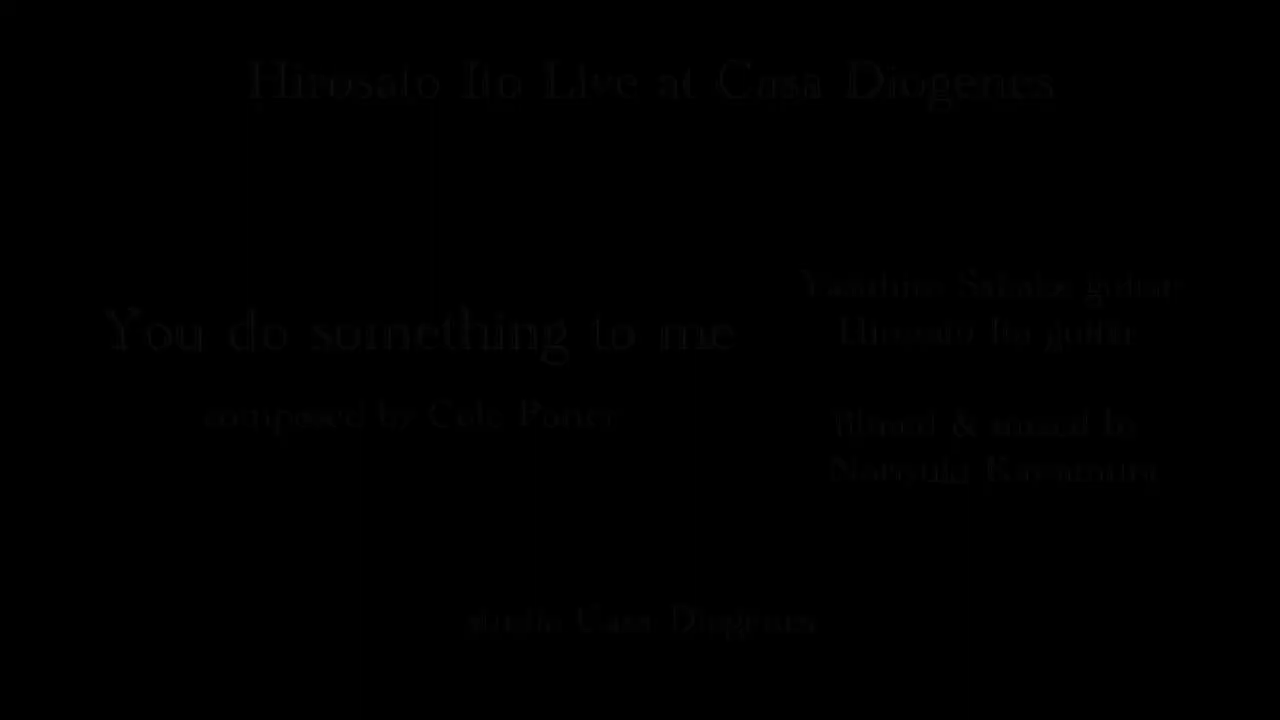 Hirosato Ito Live at Casa Diogenes
You do something to me
composed by Cole Porter
guitar
Hirosato Ito guitar
filmed & mixed by
studio Casa Diogenes